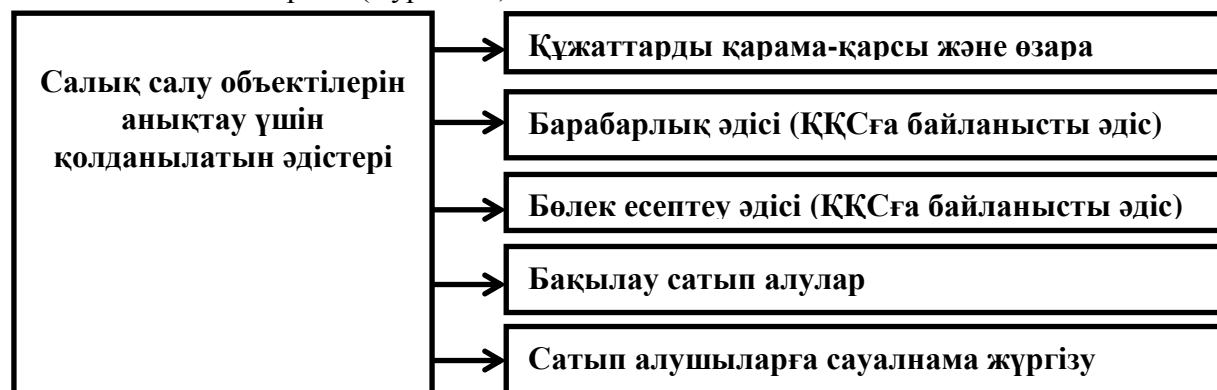 Салық салу объектілерін
анықтау үшін
қолданылатын әдістері
Құжаттарды қарама-қарсы және өзара
Барабарлық әдісі (ҚҚСға байланысты әдіс)
Бөлек есептеу әдісі (ҚҚСға байланысты әдіс)
Бақылау сатып алулар
Сатып алушыларға сауалнама жүргізу